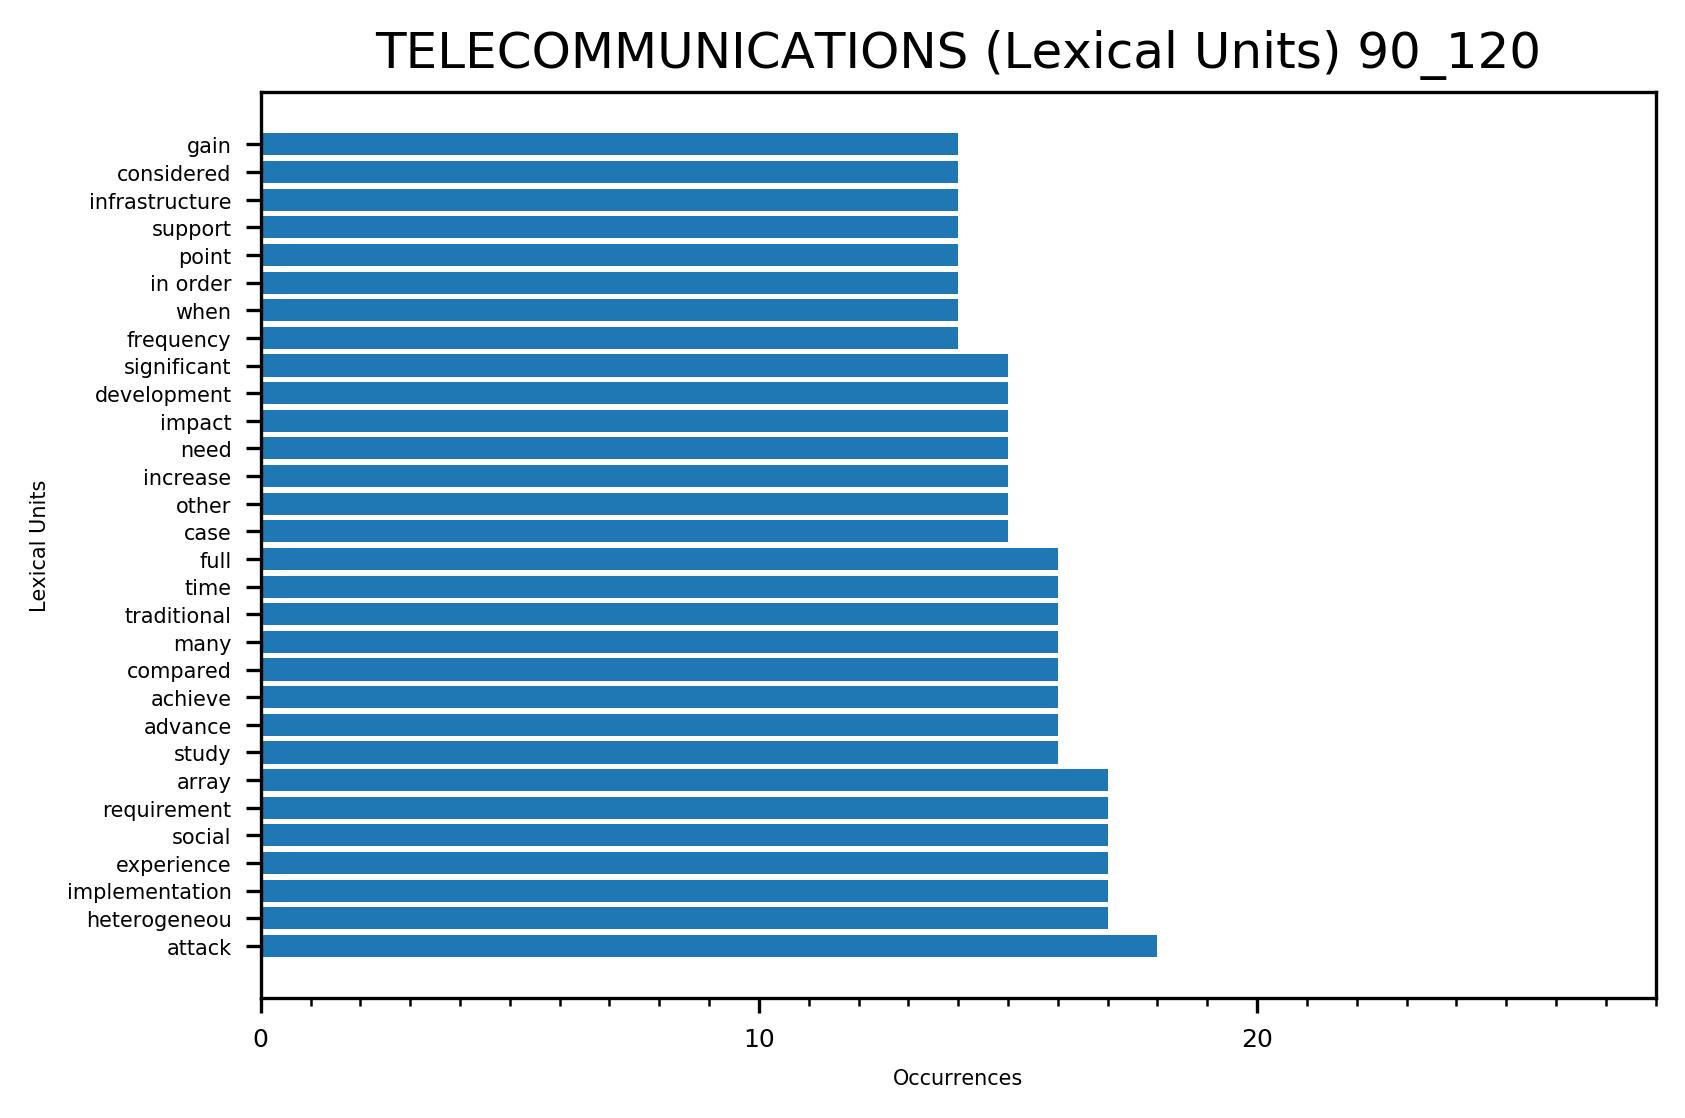 TELECOMMUNICATIONS (Lexical Units) 90_120
gain
considered
infrastructure
support
point
in order
when
frequency
significant
development
impact
need
increase
other
case
full
time
traditional
many
compared
achieve
advance
study
array
requirement
social
experience
implementation
heterogeneou
attack
Lexical Units
0 10 20
Occurrences